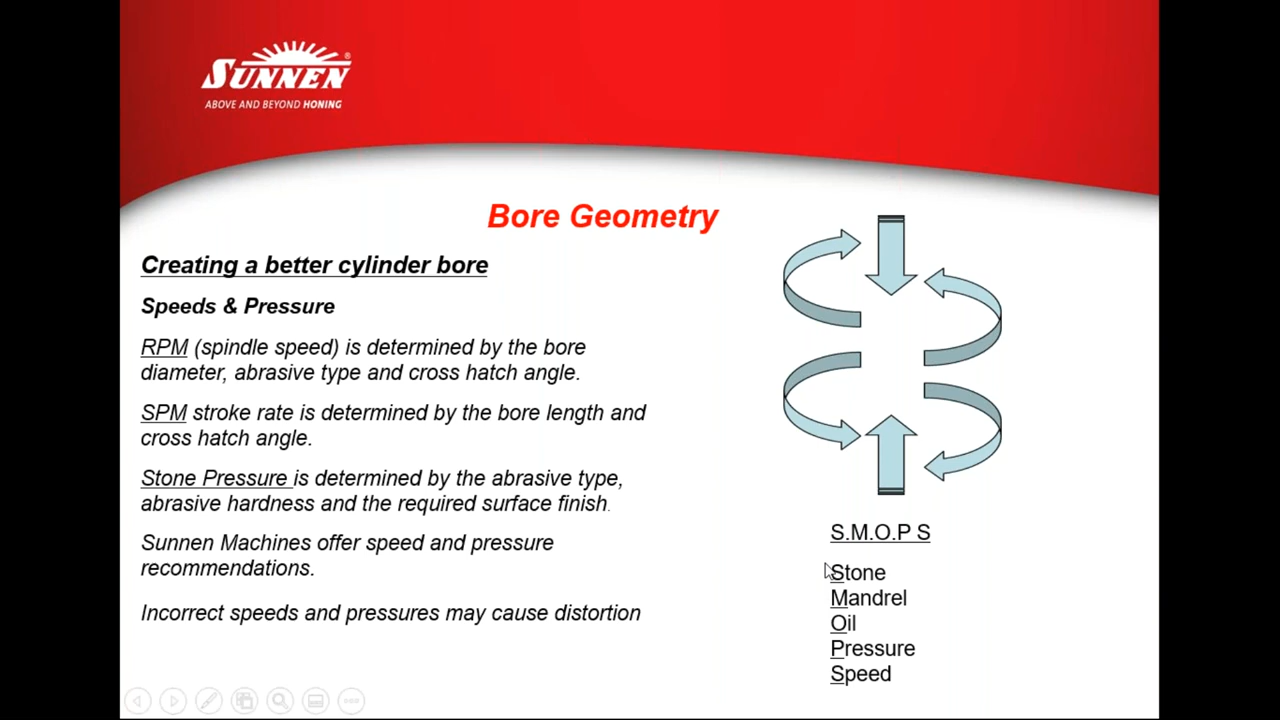 SUNNEN®
ABOVE AND BEYOND HONING
Bore Geometry
Creating a better cylinder bore
Speeds & Pressure
RPM (spindle speed) is determined by the bore
diameter, abrasive type and cross hatch angle.
SPM stroke rate is determined by the bore length and
cross hatch angle.
Stone Pressure is determined by the abrasive type,
abrasive hardness and the required surface finish.
Sunnen Machines offer speed and pressure
recommendations.
Incorrect speeds and pressures may cause distortion
S.M.O.P S
Stone
Mandrel
Oil
Pressure
Speed